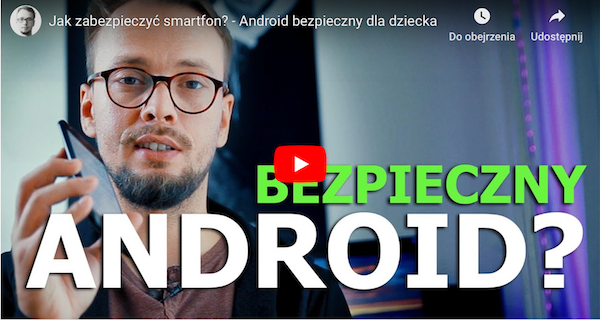 Jak zabezpieczyć smartfon? - Android bezpieczny dla dziecka
Do obejrzenia
Udostępnij
BEZPIECZNY
ANDROID?